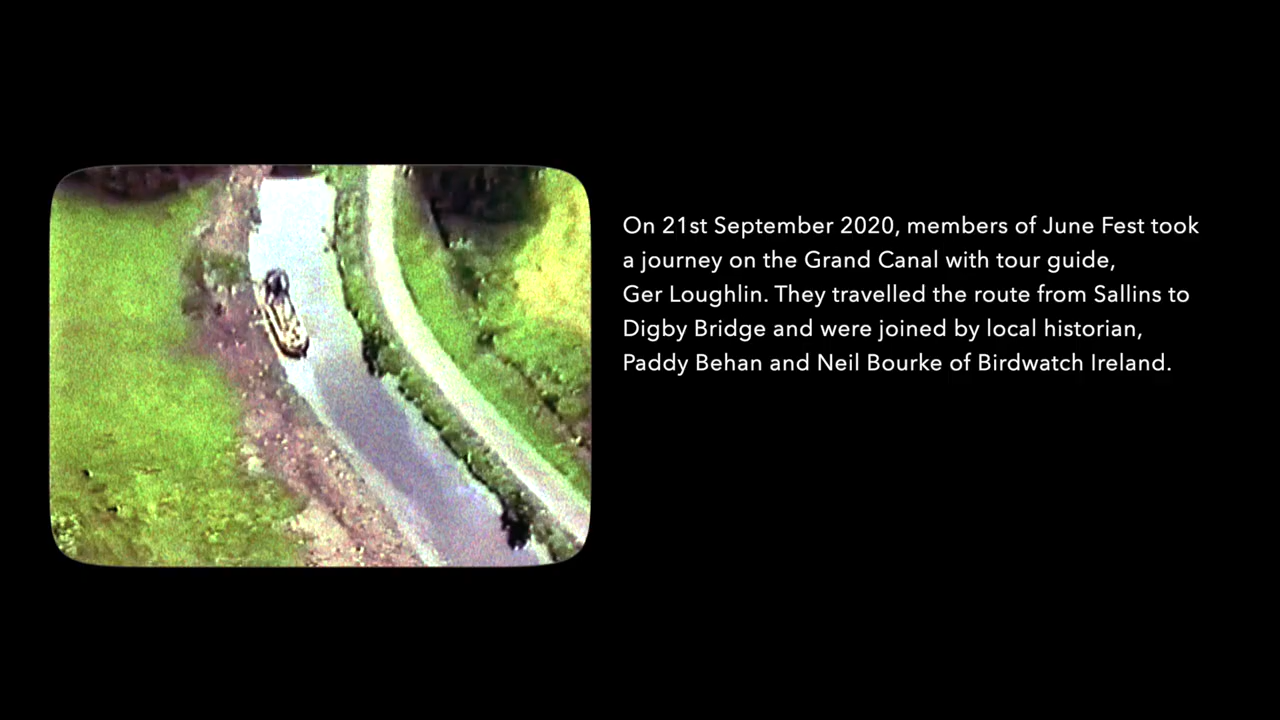 On 21st September 2020, members of June Fest took
a journey on the Grand Canal with tour guide,
Ger Loughlin. They travelled the route from Sallins to
Digby Bridge and were joined by local historian,
Paddy Behan and Neil Bourke of Birdwatch Ireland.